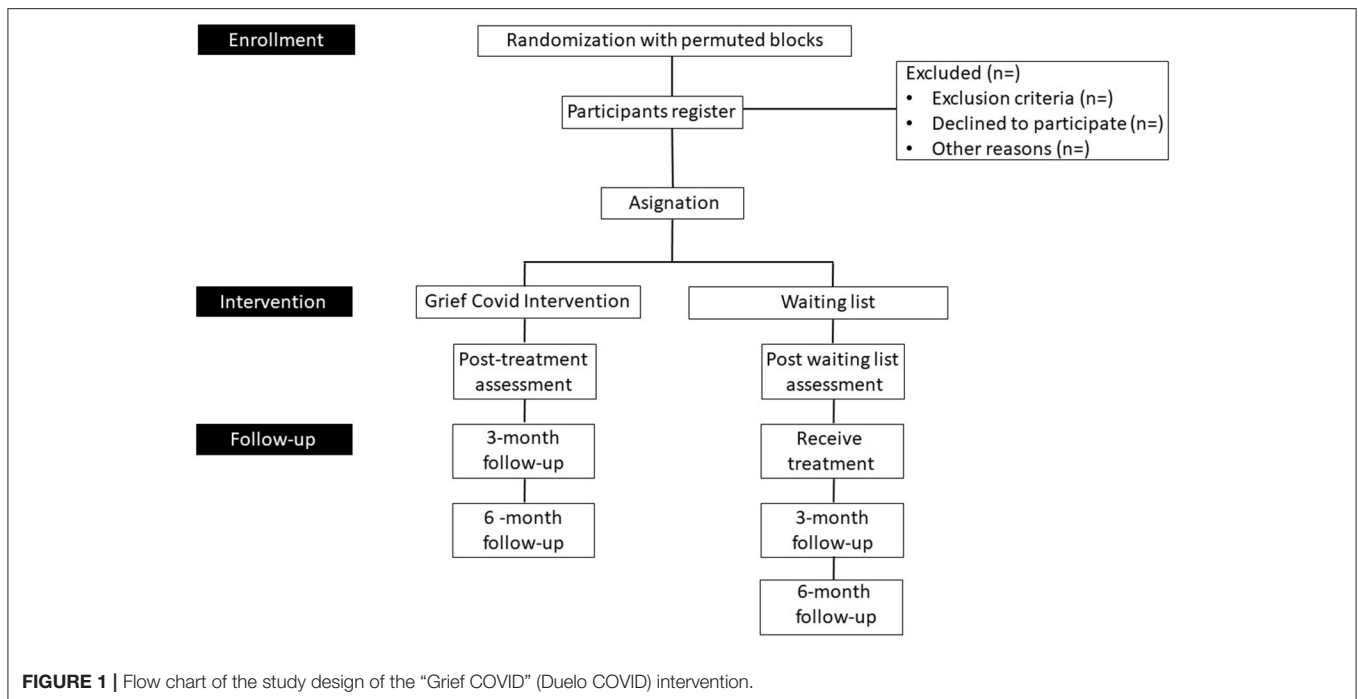 Enrollment
Randomization with permuted blocks
Excluded (n=)
• Exclusion criteria (n=)
• Declined to participate (n=)
• Other reasons (n=)
Participants register
Asignation
Intervention
Grief Covid Intervention
Waiting list
Post-treatment
assessment
Post waiting list
assessment
Follow-up
3-month
follow-up
Receive
treatment
6 -month
follow-up
3-month
follow-up
6-month
follow-up
FIGURE 1 | Flow chart of the study design of the “Grief COVID” (Duelo COVID) intervention.